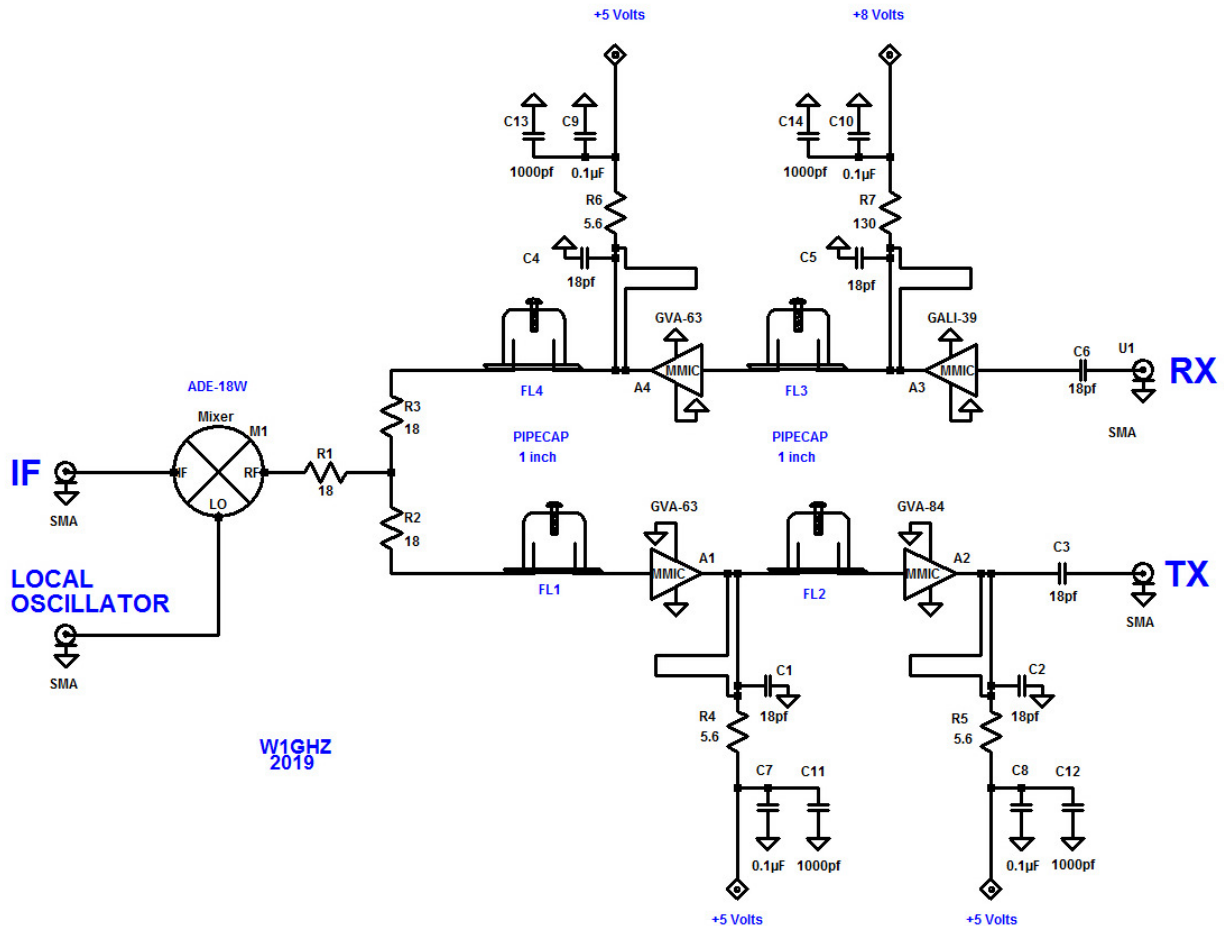 +5 Volts
+8 Volts
C13
C9
C14
C10
1000pf
0.1µF
1000pf
0.1µF
R6
5.6
R7
130
C4
18pf
C5
18pf
GVA-63
GALI-39
MMIC
A4
MMIC
A3
C6
18pf
U1
RX
SMA
FL4
FL3
PIPECAP
1 inch
PIPECAP
1 inch
ADE-18W
Mixer
M1
IF
RF
LO
R1
18
R3
18
R2
18
IF
SMA
LOCAL
OSCILLATOR
SMA
GVA-63
GVA-84
MMIC
A1
MMIC
A2
C3
18pf
TX
SMA
FL1
FL2
C1
18pf
C2
18pf
R4
5.6
R5
5.6
C7
C11
C8
C12
0.1µF
1000pf
0.1µF
1000pf
+5 Volts
+5 Volts
W1GHZ
2019